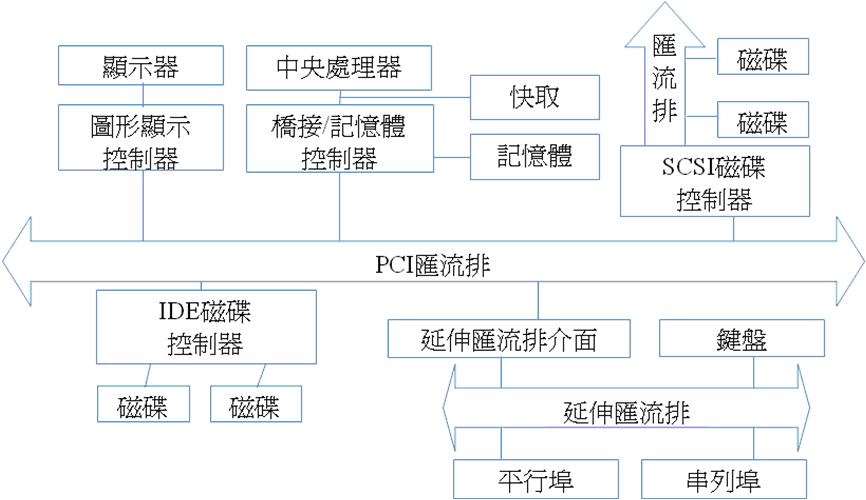 顯示器
圖形顯示
控制器
中央處理器
快取
橋接/記憶體
控制器
記憶體
匯流排
磁碟
磁碟
SCSI磁碟
控制器
PCI匯流排
IDE磁碟
控制器
磁碟
磁碟
延伸匯流排介面
鍵盤
延伸匯流排
平行埠
串列埠